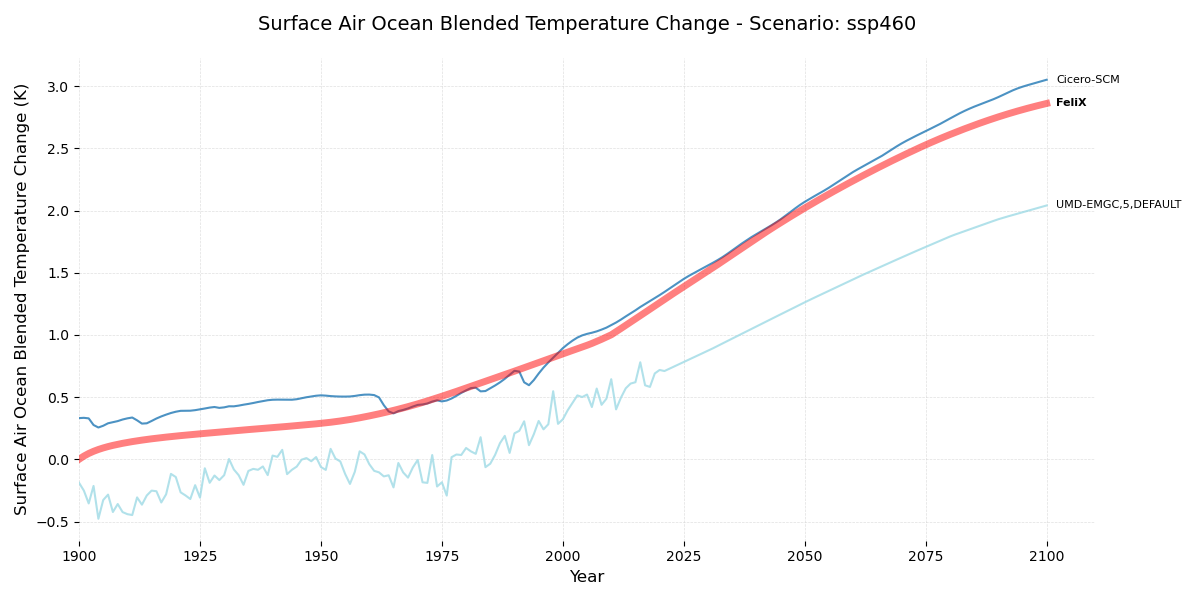 Surface Air Ocean Blended Temperature Change - Scenario: ssp460
Surface Air Ocean Blended Temperature Change (K)
3.0
2.5
2.0
1.5
1.0
0.5
0.0
−0.5
Cicero-SCM
FeliX
UMD-EMGC,5,DEFAULT
1900 1925 1950 1975 2000 2025 2050 2075 2100
Year